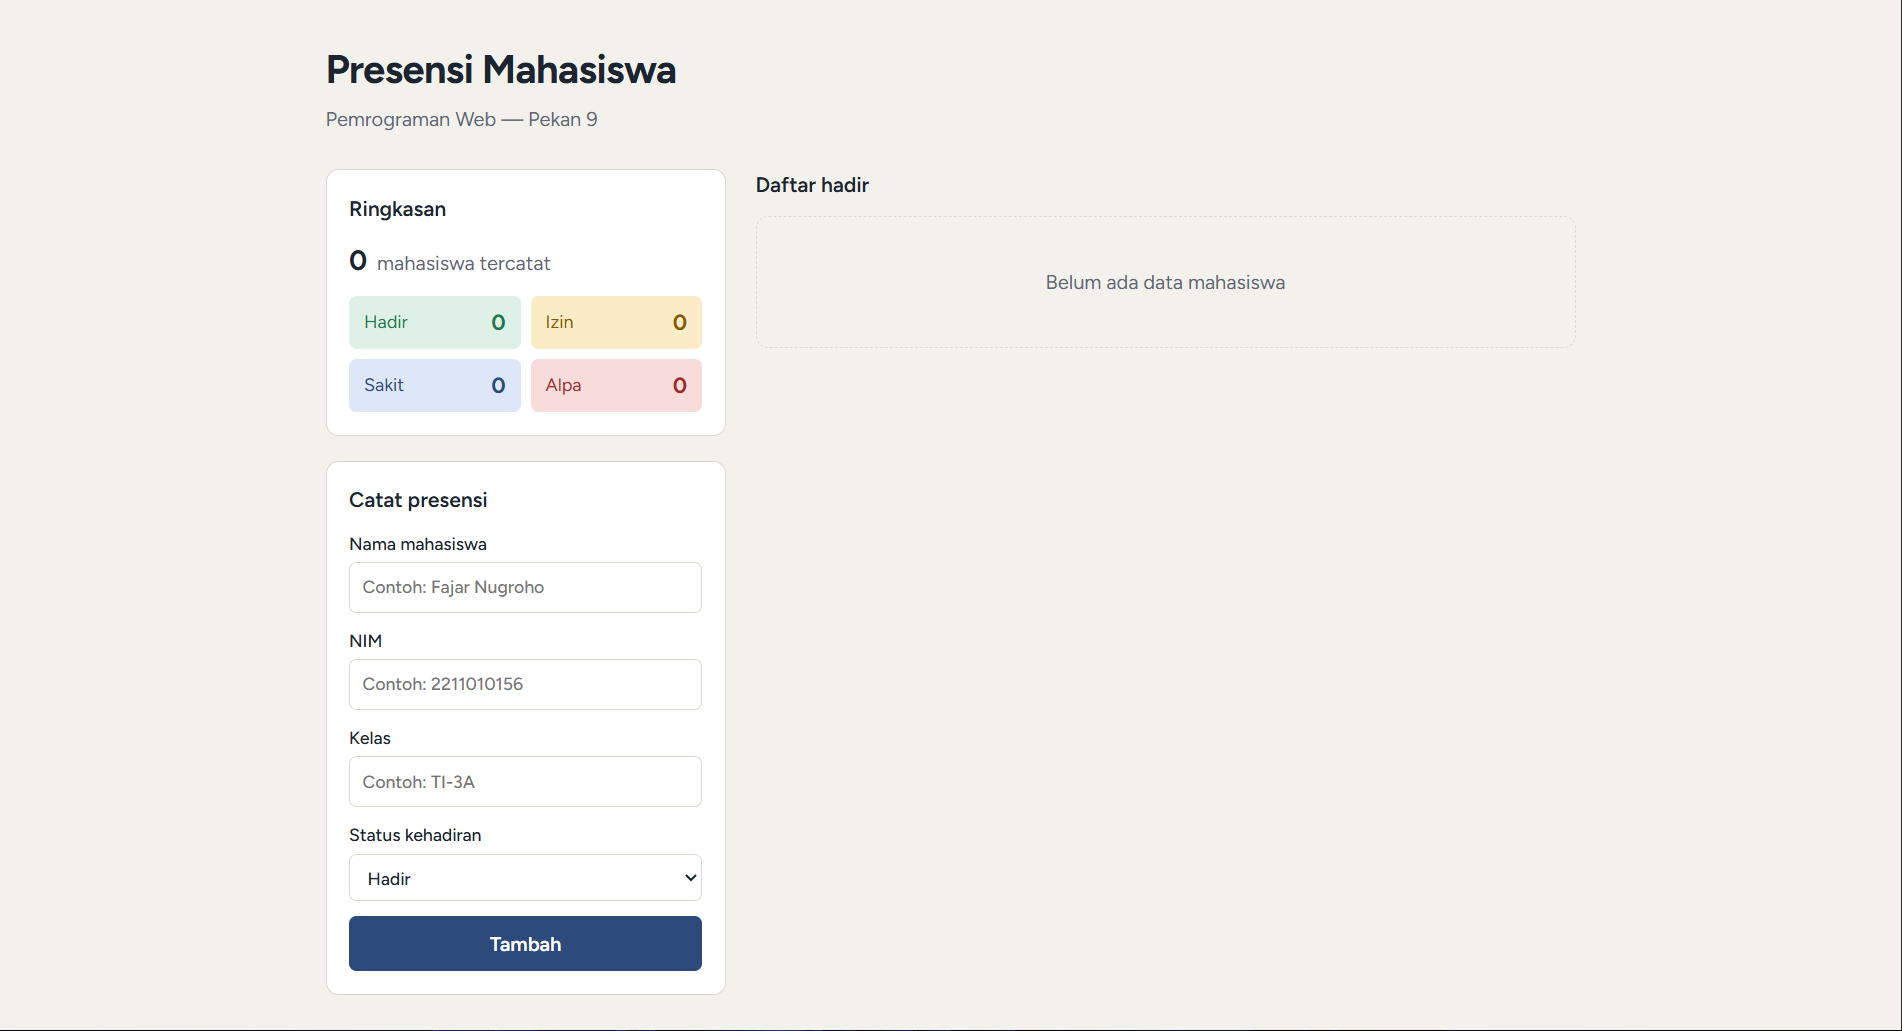 Presensi Mahasiswa
Pemrograman Web — Pekan 9
Ringkasan
0 mahasiswa tercatat
Hadir 0
Izin 0
Sakit 0
Alpa 0
Catat presensi
Nama mahasiswa
Contoh: Fajar Nugroho
NIM
Contoh: 2211010156
Kelas
Contoh: TI-3A
Status kehadiran
Hadir
Tambah
Daftar hadir
Belum ada data mahasiswa